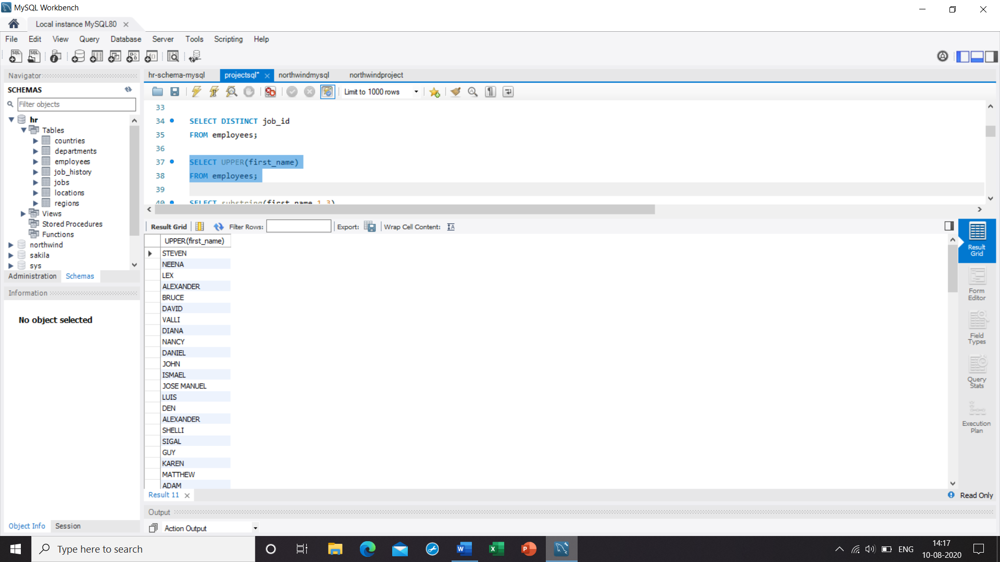 MySQL Workbench
Local instance MySQL80
File Edit View Query Database Server Tools Scripting Help
Navigator
SCHEMAS
Filter objects
hr
Tables
countries
departments
employees
job_history
jobs
locations
regions
Views
Stored Procedures
Functions
northwind
sakila
sys
Administration Schemas
Information
No object selected
Object Info Session
hr-schema-mysql projectsql* northwindmysql northwindproject
Limit to 1000 rows
33
34 SELECT DISTINCT job_id
35 FROM employees;
36
37 SELECT UPPER(first_name)
38 FROM employees;
39
40 SELECT substring(first_name,1,3)
Result Grid Filter Rows: Export: Wrap Cell Content:
UPPER(first_name)
STEVEN
NEENA
LEX
ALEXANDER
BRUCE
DAVID
VALLI
DIANA
NANCY
DANIEL
JOHN
ISMAEL
JOSE MANUEL
LUIS
DEN
ALEXANDER
SHELLI
SIGAL
GUY
KAREN
MATTHEW
ADAM
Result
Grid
Form
Editor
Field
Types
Query
Stats
Execution
Plan
Result 11 Read Only
Output
Action Output
Type here to search
ENG
14:17
10-08-2020